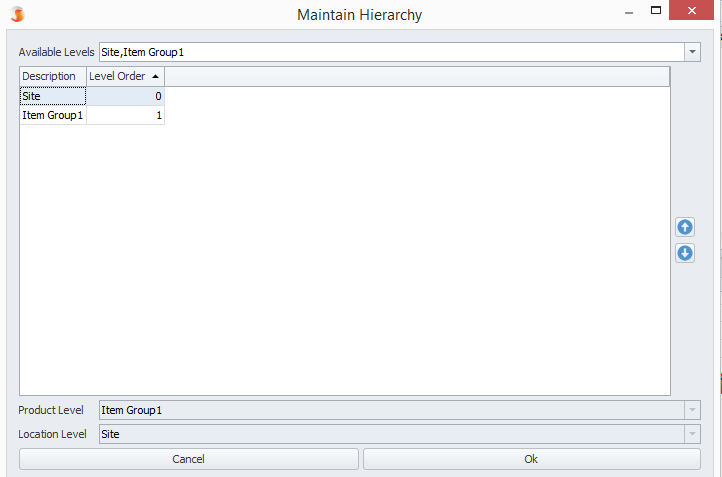 Maintain Hierarchy
Available Levels Site,Item Group1
Description Level Order
Site 0
Item Group1 1
Product Level Item Group1
Location Level Site
Cancel Ok